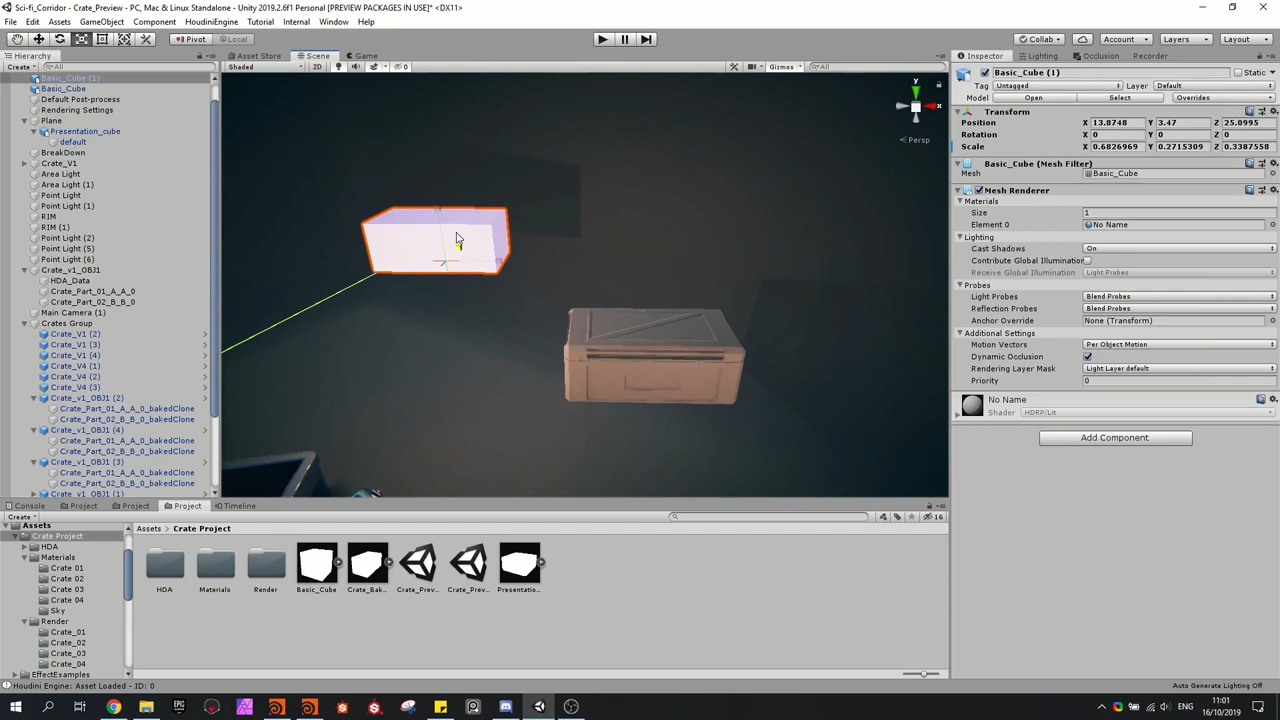 Sci-fi_Corridor - Crate_Preview - PC, Mac & Linux Standalone - Unity 2019.2.6f1 Personal [PREVIEW PACKAGES IN USE]* <DX11>
File Edit Assets GameObject Component HoudiniEngine Tutorial Internal Window Help
Pivot Local Collab Account Layers Layout
Hierarchy Asset Store Scene Game Inspector Lighting Occlusion Recorder
Create All Shaded 2D 0 Gizmos All
Basic_Cube (1)
Basic_Cube
Default Post-process
Rendering Settings
Plane
Presentation_cube
default
BreakDown
Crate_V1
Area Light
Area Light (1)
Point Light
Point Light (1)
RIM
RIM (1)
Point Light (2)
Point Light (5)
Point Light (6)
Crate_v1_OBJ1
HDA_Data
Crate_Part_01_A_A_0
Crate_Part_02_B_B_0
Main Camera (1)
Crates Group
Crate_V1 (2)
Crate_V1 (3)
Crate_V1 (4)
Crate_V1 (1)
Crate_V4 (2)
Crate_V4 (3)
Crate_v1_OBJ1 (2)
Crate_Part_01_A_A_0_bakedClone
Crate_Part_02_B_B_0_bakedClone
Crate_v1_OBJ1 (4)
Crate_Part_01_A_A_0_bakedClone
Crate_Part_02_B_B_0_bakedClone
Crate_v1_OBJ1 (3)
Crate_Part_01_A_A_0_bakedClone
Crate_Part_02_B_B_0_bakedClone
Crate_v1_OBJ1 (1)
y
x
Persp
Basic_Cube (1) Static
Tag Untagged Layer Default
Model Open Select Overrides
Transform
Position X 13.8748 Y 3.47 Z 25.0995
Rotation X 0 Y 0 Z 0
Scale X 0.6826969 Y 0.2715309 Z 0.3387558
Basic_Cube (Mesh Filter)
Mesh Basic_Cube
Mesh Renderer
Materials
Size 1
Element 0 No Name
Lighting
Cast Shadows On
Contribute Global Illumination
Receive Global Illumination Light Probes
Probes
Light Probes Blend Probes
Reflection Probes Blend Probes
Anchor Override None (Transform)
Additional Settings
Motion Vectors Per Object Motion
Dynamic Occlusion
Rendering Layer Mask Light Layer default
Priority 0
No Name
Shader HDRP/Lit
Add Component
Console Project Project Project Timeline
Create 16
Assets
Crate Project
HDA
Materials
Crate 01
Crate 02
Crate 03
Crate 04
Sky
Render
Crate_01
Crate_02
Crate_03
Crate_04
EffectExamples
Assets Crate Project
HDA Materials Render Basic_Cube Crate_Bak... Crate_Prev... Crate_Prev... Presentatio...
Houdini Engine: Asset Loaded - ID: 0 Auto Generate Lighting Off
EPIC ENG 11:01
16/10/2019